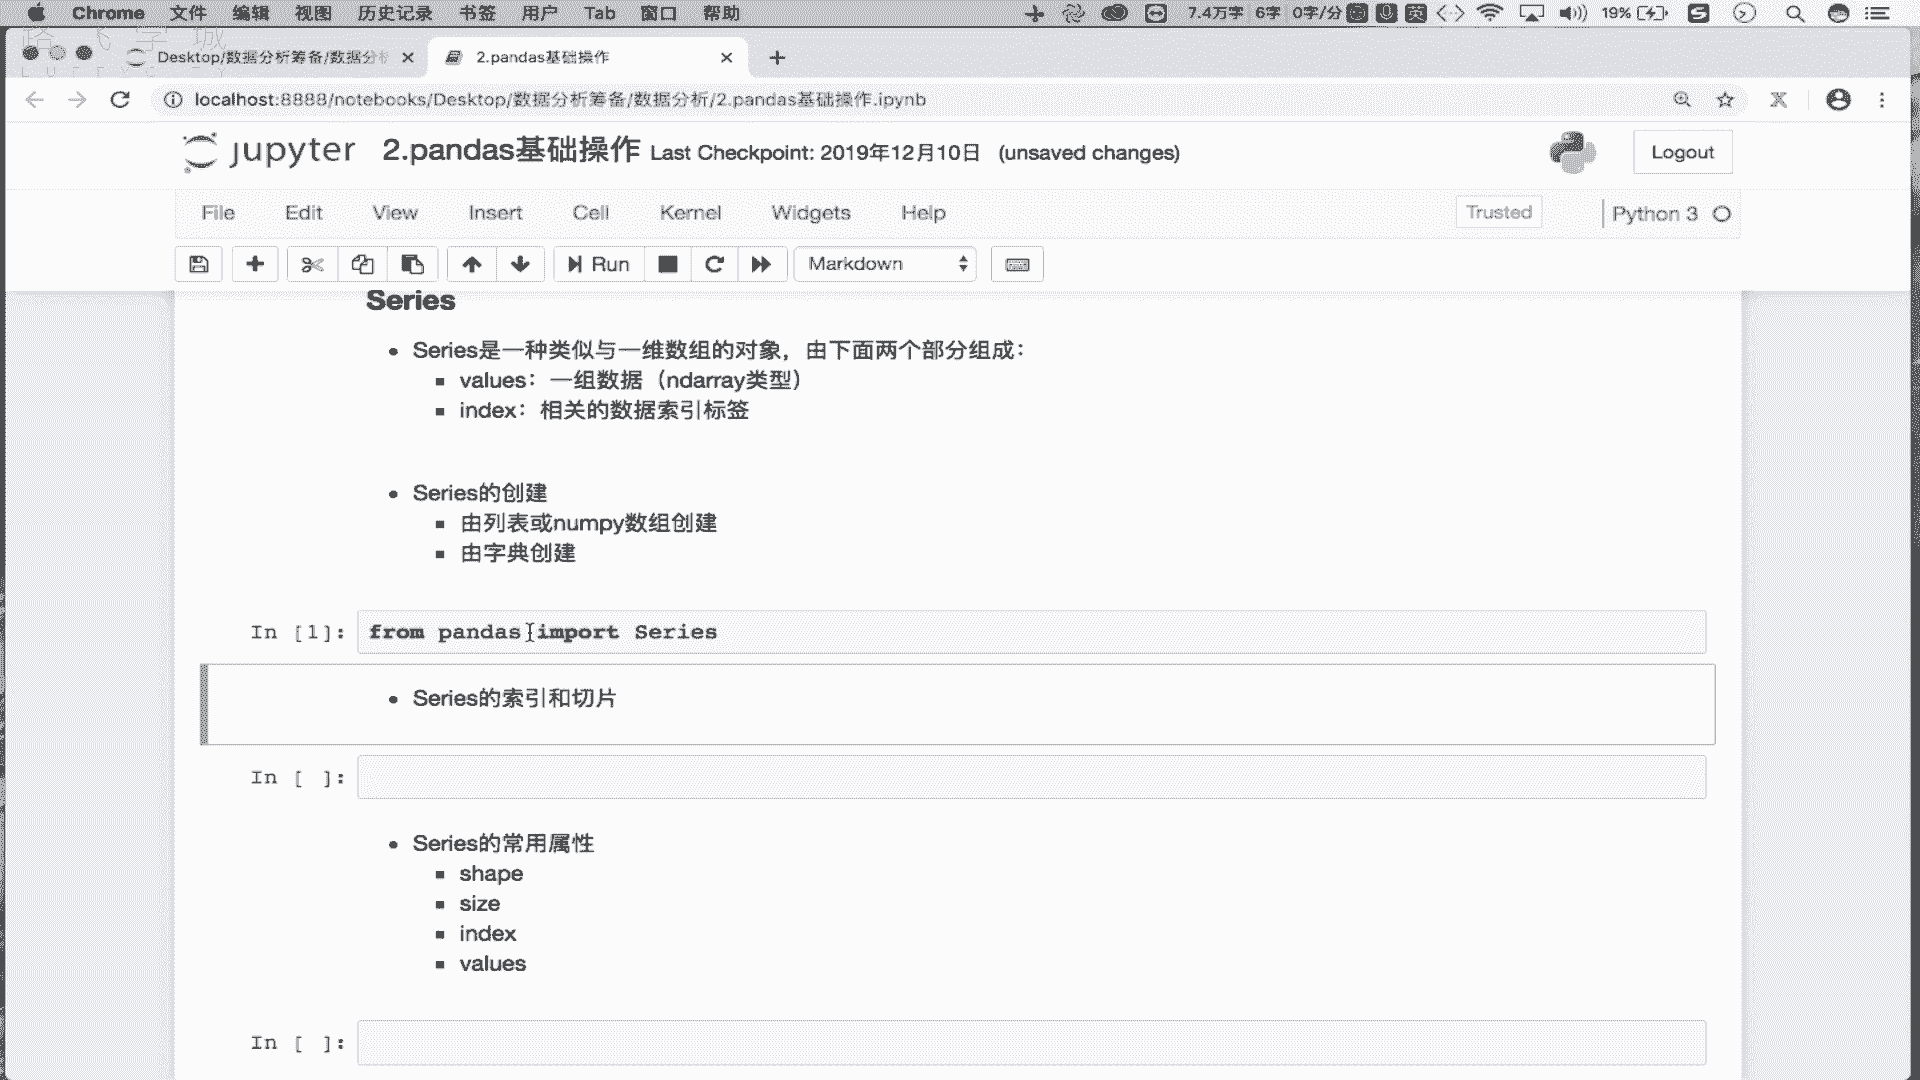 Chrome 文件 编辑 视图 历史记录 书签 用户 Tab 窗口 帮助 7.4万字 6字 0字/分 英 19%
路飞学城
Desktop/数据分析筹备/数据分析 2.pandas基础操作
localhost:8888/notebooks/Desktop/数据分析筹备/数据分析/2.pandas基础操作.ipynb
jupyter 2.pandas基础操作 Last Checkpoint: 2019年12月10日 (unsaved changes) Logout
File Edit View Insert Cell Kernel Widgets Help Trusted Python 3
Run Markdown
Series
Series是一种类似与一维数组的对象，由下面两个部分组成：
values：一组数据（ndarray类型）
index：相关的数据索引标签
Series的创建
由列表或numpy数组创建
由字典创建
In [1]: from pandas import Series
Series的索引和切片
In [ ]:
Series的常用属性
shape
size
index
values
In [ ]: